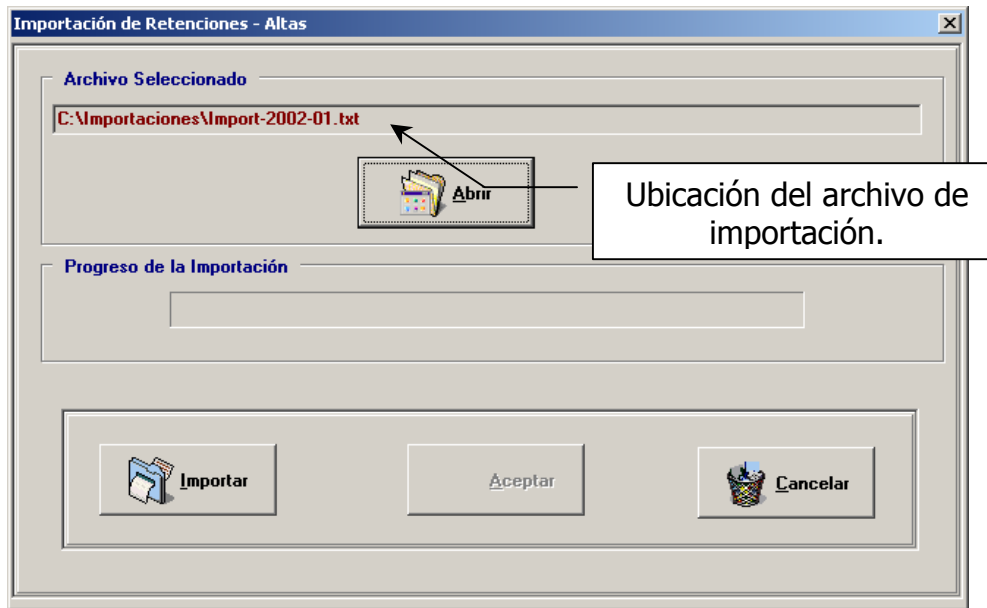 Importación de Retenciones - Altas
Archivo Seleccionado
C:\Importaciones\Import-2002-01.txt
Abrir
Ubicación del archivo de
importación.
Progreso de la Importación
Importar
Aceptar
Cancelar